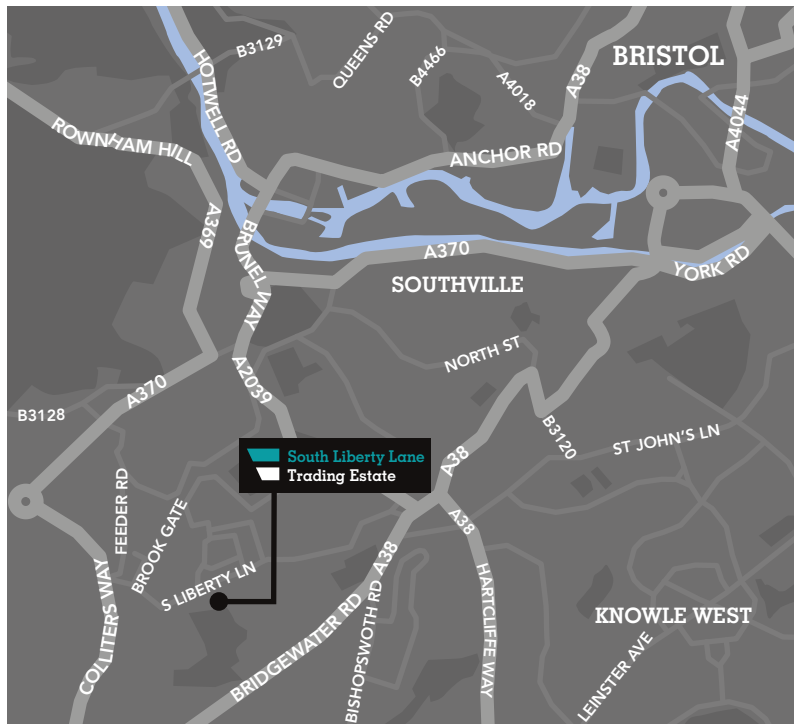 B3129
HOTWELL RD
QUEENS RD
B4466
A4018
A38
BRISTOL
A4044
ROWNHAM HILL
ANCHOR RD
A369
BRUNEL WAY
A370
YORK RD
SOUTHVILLE
NORTH ST
A370
A2039
B3128
B3120
ST JOHN'S LN
South Liberty Lane
Trading Estate
A38
FEEDER RD
BROOK GATE
A38
A38
S LIBERTY LN
COLLITERS WAY
BRIDGEWATER RD
BISHOPSWOTH RD
HARTCLIFFE WAY
KNOWLE WEST
LEINSTER AVE